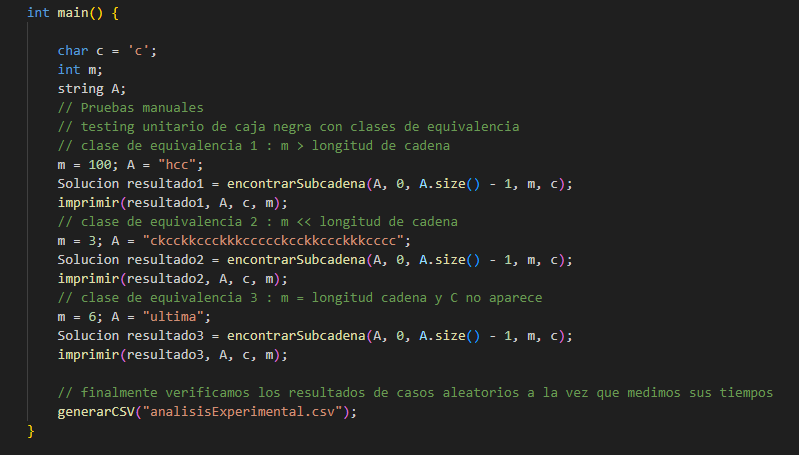 int main() {
char c = 'c';
int m;
string A;
// Pruebas manuales
// testing unitario de caja negra con clases de equivalencia
// clase de equivalencia 1 : m > longitud de cadena
m = 100; A = "hcc";
Solucion resultado1 = encontrarSubcadena(A, 0, A.size() - 1, m, c);
imprimir(resultado1, A, c, m);
// clase de equivalencia 2 : m << longitud de cadena
m = 3; A = "ckcckkccckkkccccckcckkccckkkcccc";
Solucion resultado2 = encontrarSubcadena(A, 0, A.size() - 1, m, c);
imprimir(resultado2, A, c, m);
// clase de equivalencia 3 : m = longitud cadena y C no aparece
m = 6; A = "ultima";
Solucion resultado3 = encontrarSubcadena(A, 0, A.size() - 1, m, c);
imprimir(resultado3, A, c, m);
// finalmente verificamos los resultados de casos aleatorios a la vez que medimos sus tiempos
generarCSV("analisisExperimental.csv");
}